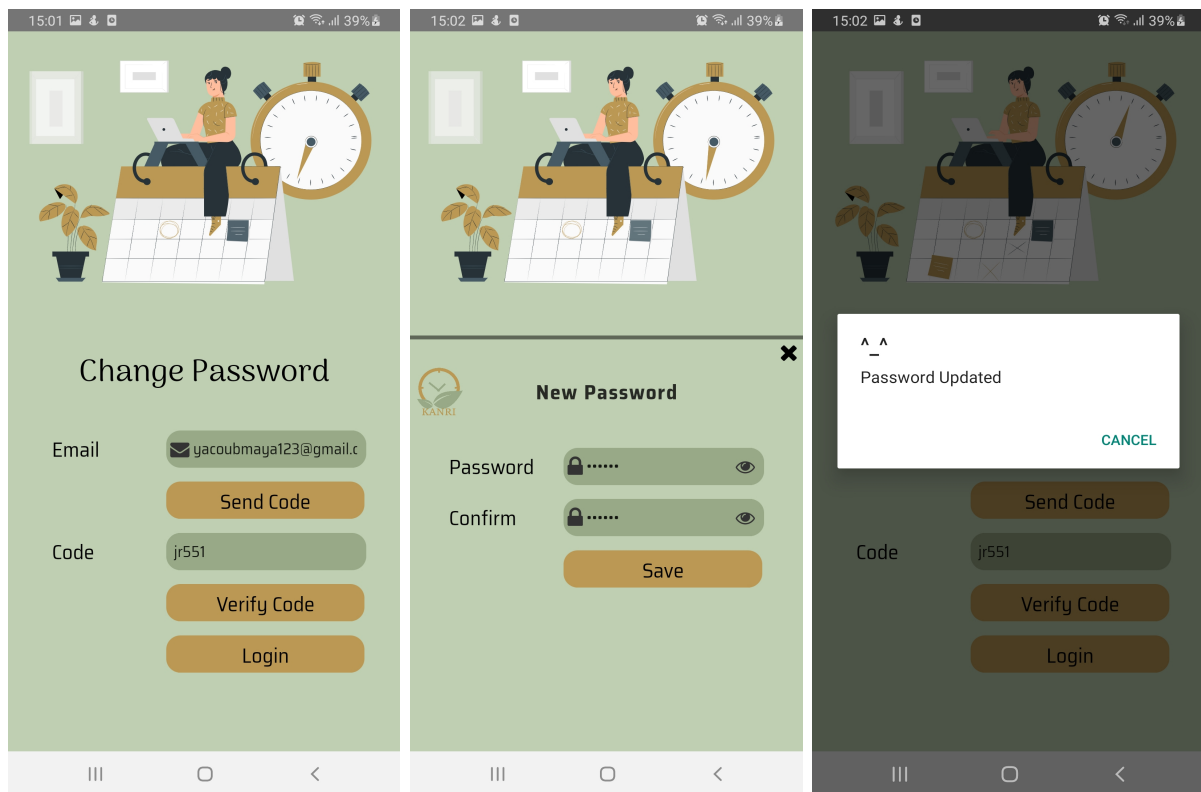 15:01
39%
Change Password
Email
yacoubmaya123@gmail.c
Send Code
Code
jr551
Verify Code
Login
15:02
39%
KANRI
New Password
Password
••••••
Confirm
••••••
Save
15:02
39%
^_^
Password Updated
CANCEL
Send Code
Code
jr551
Verify Code
Login